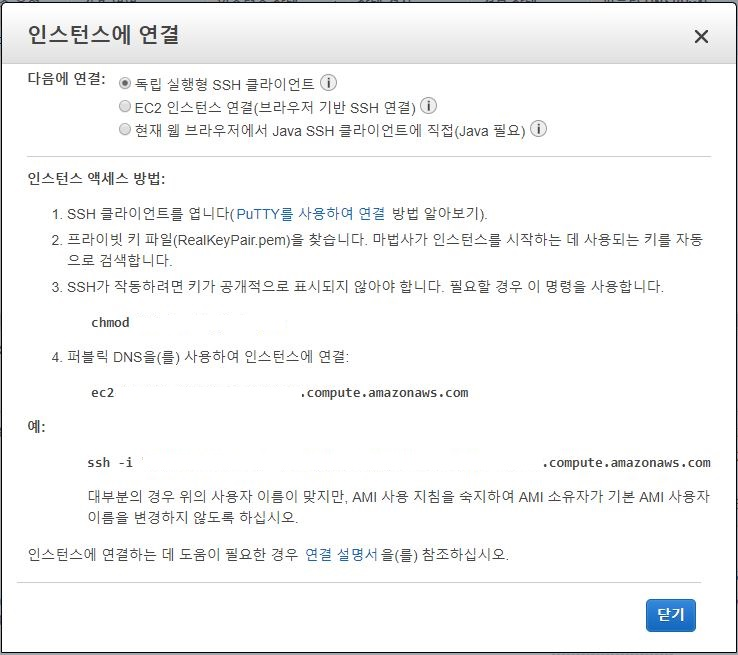 인스턴스에 연결
다음에 연결:
독립 실행형 SSH 클라이언트
EC2 인스턴스 연결(브라우저 기반 SSH 연결)
현재 웹 브라우저에서 Java SSH 클라이언트에 직접(Java 필요)
인스턴스 액세스 방법:
1. SSH 클라이언트를 엽니다(PuTTY를 사용하여 연결 방법 알아보기).
2. 프라이빗 키 파일(RealKeyPair.pem)을 찾습니다. 마법사가 인스턴스를 시작하는 데 사용되는 키를 자동
으로 검색합니다.
3. SSH가 작동하려면 키가 공개적으로 표시되지 않아야 합니다. 필요할 경우 이 명령을 사용합니다.
chmod
4. 퍼블릭 DNS을(를) 사용하여 인스턴스에 연결:
ec2 .compute.amazonaws.com
예:
ssh -i .compute.amazonaws.com
대부분의 경우 위의 사용자 이름이 맞지만, AMI 사용 지침을 숙지하여 AMI 소유자가 기본 AMI 사용자
이름을 변경하지 않도록 하십시오.
인스턴스에 연결하는 데 도움이 필요한 경우 연결 설명서을(를) 참조하십시오.
닫기